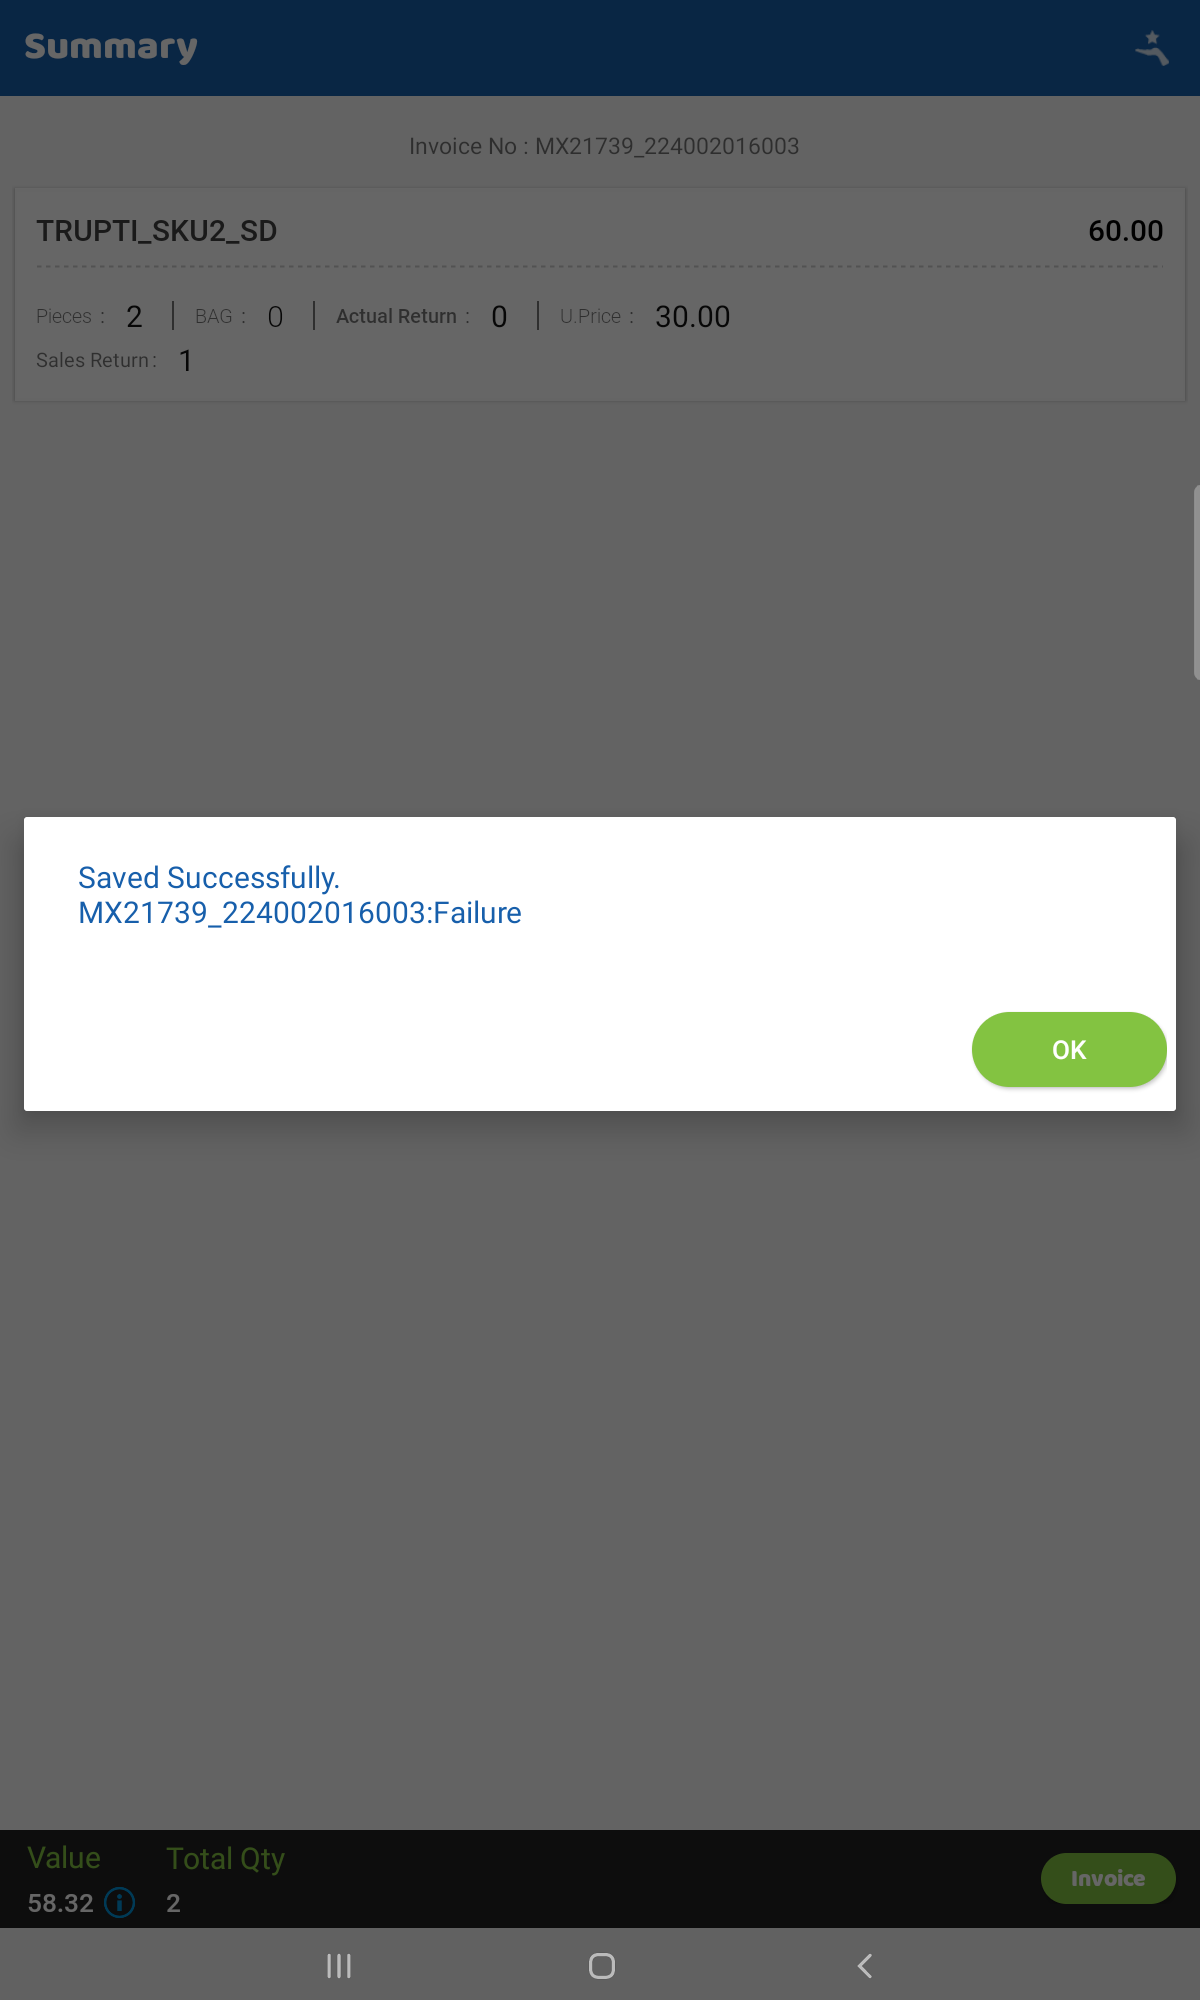 Summary
Invoice No : MX21739_224002016003
TRUPTI_SKU2_SD 60.00
Pieces : 2 | BAG : 0 | Actual Return : 0 | U.Price : 30.00
Sales Return : 1
Saved Successfully.
MX21739_224002016003:Failure
OK
Value Total Qty
58.32 2
Invoice